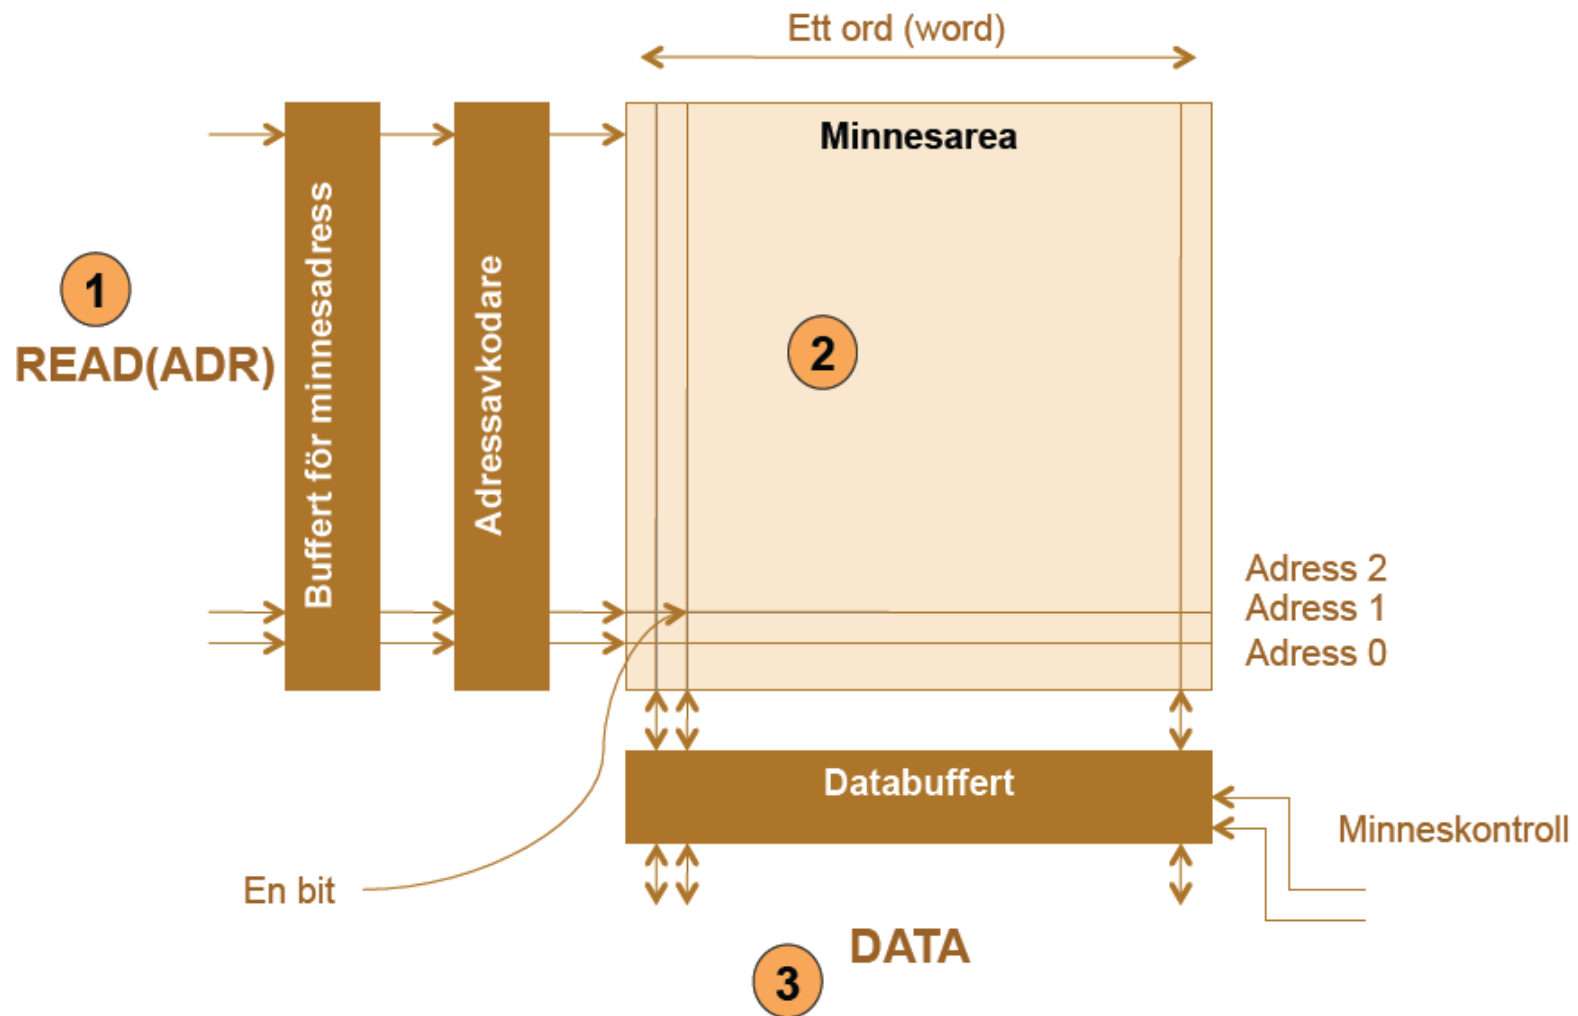 Ett ord (word)
Minnesarea
1
READ(ADR)
Buffert för minnesadress
Adressavkodare
2
Adress 2
Adress 1
Adress 0
Databuffert
Minneskontroll
En bit
DATA
3